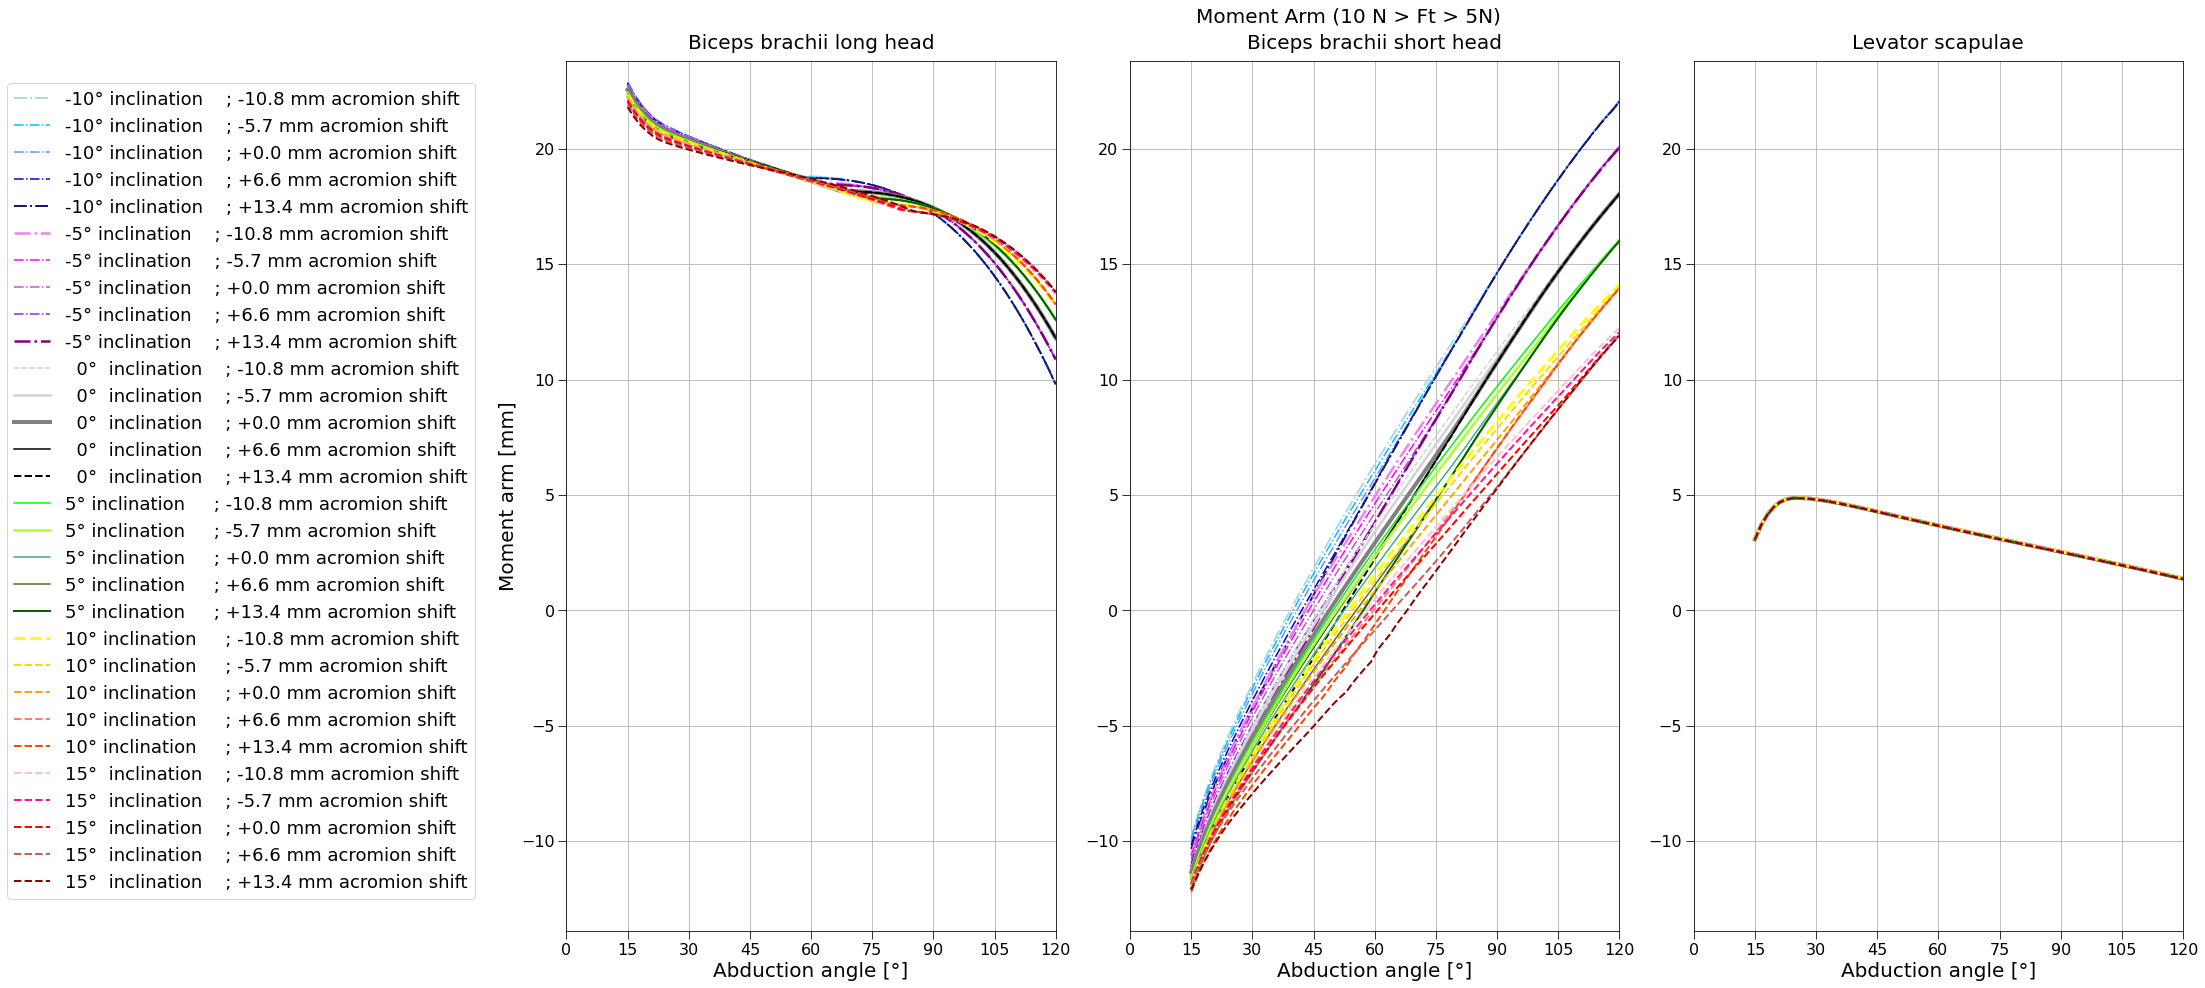 Moment Arm (10 N > Ft > 5N)
-10° inclination ; -10.8 mm acromion shift
-10° inclination ; -5.7 mm acromion shift
-10° inclination ; +0.0 mm acromion shift
-10° inclination ; +6.6 mm acromion shift
-10° inclination ; +13.4 mm acromion shift
-5° inclination ; -10.8 mm acromion shift
-5° inclination ; -5.7 mm acromion shift
-5° inclination ; +0.0 mm acromion shift
-5° inclination ; +6.6 mm acromion shift
-5° inclination ; +13.4 mm acromion shift
0° inclination ; -10.8 mm acromion shift
0° inclination ; -5.7 mm acromion shift
0° inclination ; +0.0 mm acromion shift
0° inclination ; +6.6 mm acromion shift
0° inclination ; +13.4 mm acromion shift
5° inclination ; -10.8 mm acromion shift
5° inclination ; -5.7 mm acromion shift
5° inclination ; +0.0 mm acromion shift
5° inclination ; +6.6 mm acromion shift
5° inclination ; +13.4 mm acromion shift
10° inclination ; -10.8 mm acromion shift
10° inclination ; -5.7 mm acromion shift
10° inclination ; +0.0 mm acromion shift
10° inclination ; +6.6 mm acromion shift
10° inclination ; +13.4 mm acromion shift
15° inclination ; -10.8 mm acromion shift
15° inclination ; -5.7 mm acromion shift
15° inclination ; +0.0 mm acromion shift
15° inclination ; +6.6 mm acromion shift
15° inclination ; +13.4 mm acromion shift
Biceps brachii long head
Moment arm [mm]
20
15
10
5
0
−5
−10
0 15 30 45 60 75 90 105 120
Abduction angle [°]
Biceps brachii short head
20
15
10
5
0
−5
−10
0 15 30 45 60 75 90 105 120
Abduction angle [°]
Levator scapulae
20
15
10
5
0
−5
−10
0 15 30 45 60 75 90 105 120
Abduction angle [°]